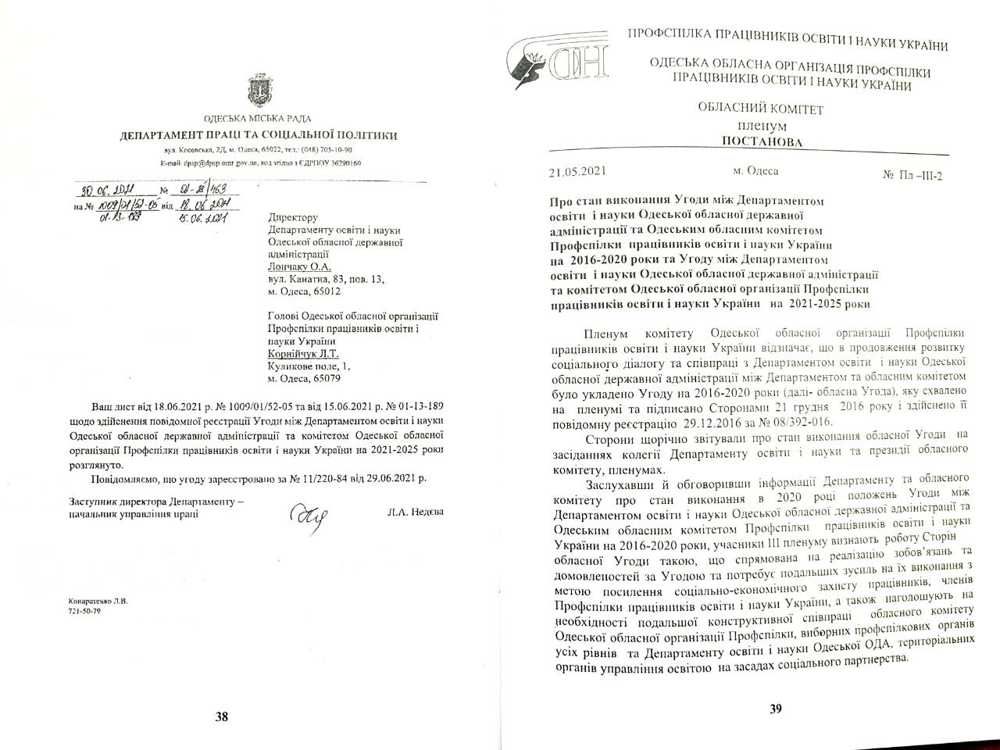 ОДЕСЬКА МІСЬКА РАДА
ДЕПАРТАМЕНТ ПРАЦІ ТА СОЦІАЛЬНОЇ ПОЛІТИКИ
вул. Косовська, 2Д, м. Одеса, 65022, тел.: (048) 705-10-90
E-mail: dpsp@dpsp.omr.gov.ua, код згідно з ЄДРПОУ 36290160
30.06.2021 № 01-28/463
на № 1009/01/52-05 від 18.06.2021
01-13-189 15.06.2021
Директору
Департаменту освіти і науки
Одеської обласної державної
адміністрації
Лончаку О.А.
вул. Канатна, 83, пов. 13,
м. Одеса, 65012
Голові Одеської обласної організації
Профспілки працівників освіти і
науки України
Корнійчук Л.Т.
Куликове поле, 1,
м. Одеса, 65079
Ваш лист від 18.06.2021 р. № 1009/01/52-05 та від 15.06.2021 р. № 01-13-189
щодо здійснення повідомної реєстрації Угоди між Департаментом освіти і науки
Одеської обласної державної адміністрації та комітетом Одеської обласної
організації Профспілки працівників освіти і науки України на 2021-2025 роки
розглянуто.
Повідомляємо, що угоду зареєстровано за № 11/220-84 від 29.06.2021 р.
Заступник директора Департаменту –
начальник управління праці Л.А. Недєва
Конаратенко Л.В.
721-50-79
38
ПРОФСПІЛКА ПРАЦІВНИКІВ ОСВІТИ І НАУКИ УКРАЇНИ
ОДЕСЬКА ОБЛАСНА ОРГАНІЗАЦІЯ ПРОФСПІЛКИ
ПРАЦІВНИКІВ ОСВІТИ І НАУКИ УКРАЇНИ
ОБЛАСНИЙ КОМІТЕТ
пленум
ПОСТАНОВА
21.05.2021 м. Одеса № Пл –ІІІ-2
Про стан виконання Угоди між Департаментом
освіти і науки Одеської обласної державної
адміністрації та Одеським обласним комітетом
Профспілки працівників освіти і науки України
на 2016-2020 роки та Угоду між Департаментом
освіти і науки Одеської обласної державної адміністрації
та комітетом Одеської обласної організації Профспілки
працівників освіти і науки України на 2021-2025 роки
Пленум комітету Одеської обласної організації Профспілки
працівників освіти і науки України відзначає, що в продовження розвитку
соціального діалогу та співпраці з Департаментом освіти і науки Одеської
обласної державної адміністрації між Департаментом та обласним комітетом
було укладено Угоду на 2016-2020 роки (далі- обласна Угода), яку схвалено
на пленумі та підписано Сторонами 21 грудня 2016 року і здійснено її
повідомну реєстрацію 29.12.2016 за № 08/392-016.
Сторони щорічно звітували про стан виконання обласної Угоди на
засіданнях колегії Департаменту освіти і науки та президії обласного
комітету, пленумах.
Заслухавши й обговоривши інформації Департаменту та обласного
комітету про стан виконання в 2020 році положень Угоди між
Департаментом освіти і науки Одеської обласної державної адміністрації та
Одеським обласним комітетом Профспілки працівників освіти і науки
України на 2016-2020 роки, учасники ІІІ пленуму визнають роботу Сторін
обласної Угоди такою, що спрямована на реалізацію зобов’язань та
домовленостей за Угодою та потребує подальших зусиль на їх виконання з
метою посилення соціально-економічного захисту працівників, членів
Профспілки працівників освіти і науки України, а також наголошують на
необхідності подальшої конструктивної співпраці обласного комітету
Одеської обласної організації Профспілки, виборних профспілкових органів
усіх рівнів та Департаменту освіти і науки Одеської ОДА, територіальних
органів управління освітою на засадах соціального партнерства.
39